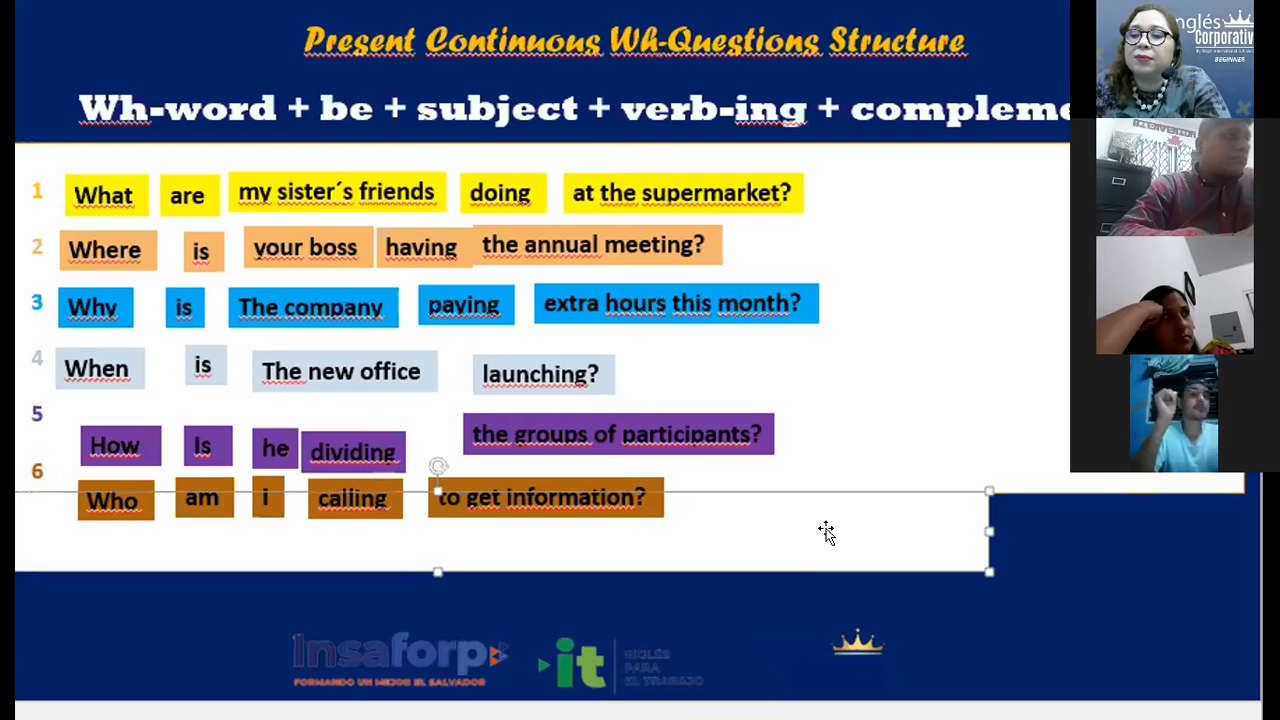 Present Continuous Wh-Questions Structure
Wh-word + be + subject + verb-ing + compleme
1 What are my sister´s friends doing at the supermarket?
2 Where is your boss having the annual meeting?
3 Why is The company paying extra hours this month?
4 When is The new office launching?
5 How Is he dividing the groups of participants?
6 Who am i calling to get information?
Insaforp
FORMANDO UN MEJOR EL SALVADOR
it INGLÉS PARA EL TRABAJO
nglés
Corporativ
BEGINNER
BIENVENIDA